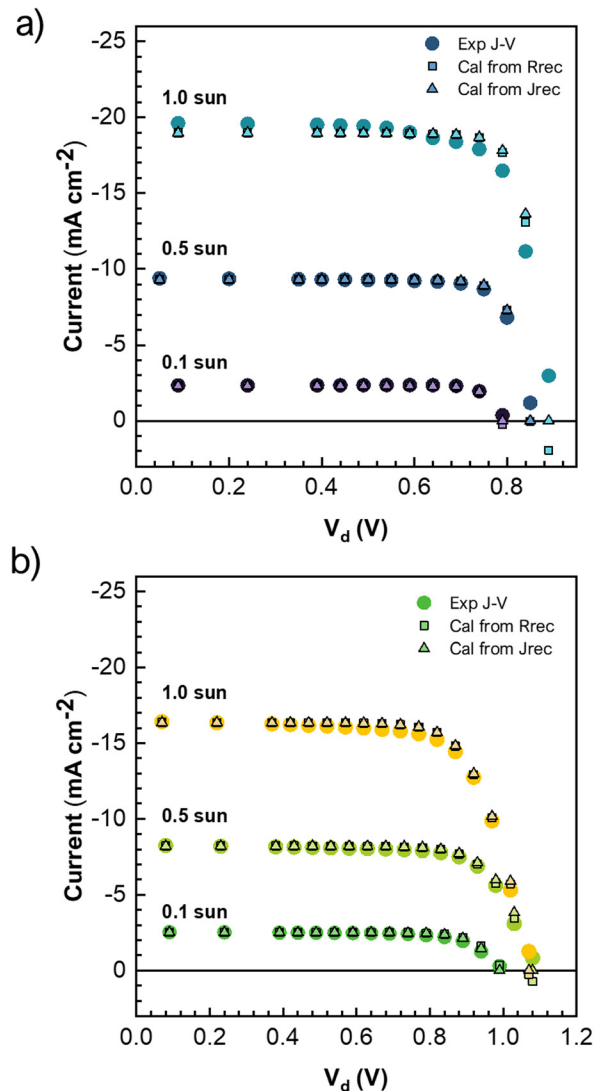 a)
-25
-20
-15
-10
-5
0
Current (mA cm-2)
Exp J-V
Cal from Rrec
Cal from Jrec
1.0 sun
0.5 sun
0.1 sun
0.0 0.2 0.4 0.6 0.8
Vd (V)
b)
-25
-20
-15
-10
-5
0
Current (mA cm-2)
Exp J-V
Cal from Rrec
Cal from Jrec
1.0 sun
0.5 sun
0.1 sun
0.0 0.2 0.4 0.6 0.8 1.0 1.2
Vd (V)